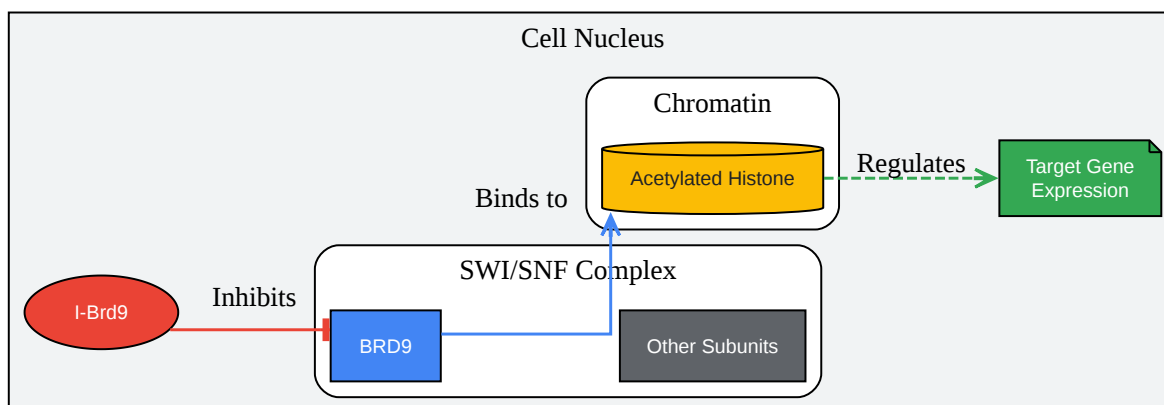 Cell Nucleus
Chromatin
Acetylated Histone
Regulates
Target Gene
Expression
Binds to
SWI/SNF Complex
I-Brd9
Inhibits
BRD9
Other Subunits